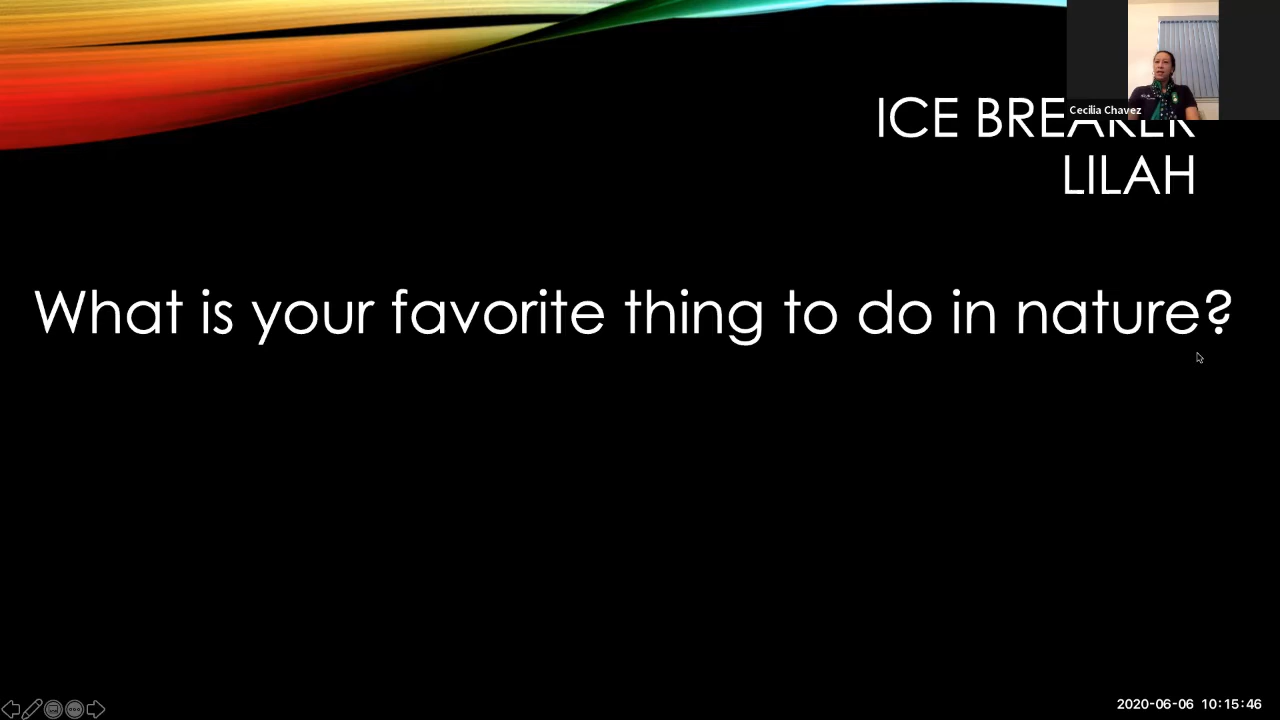 Cecilia Chavez
ICE BREAKER
LILAH
What is your favorite thing to do in nature?
2020-06-06 10:15:46